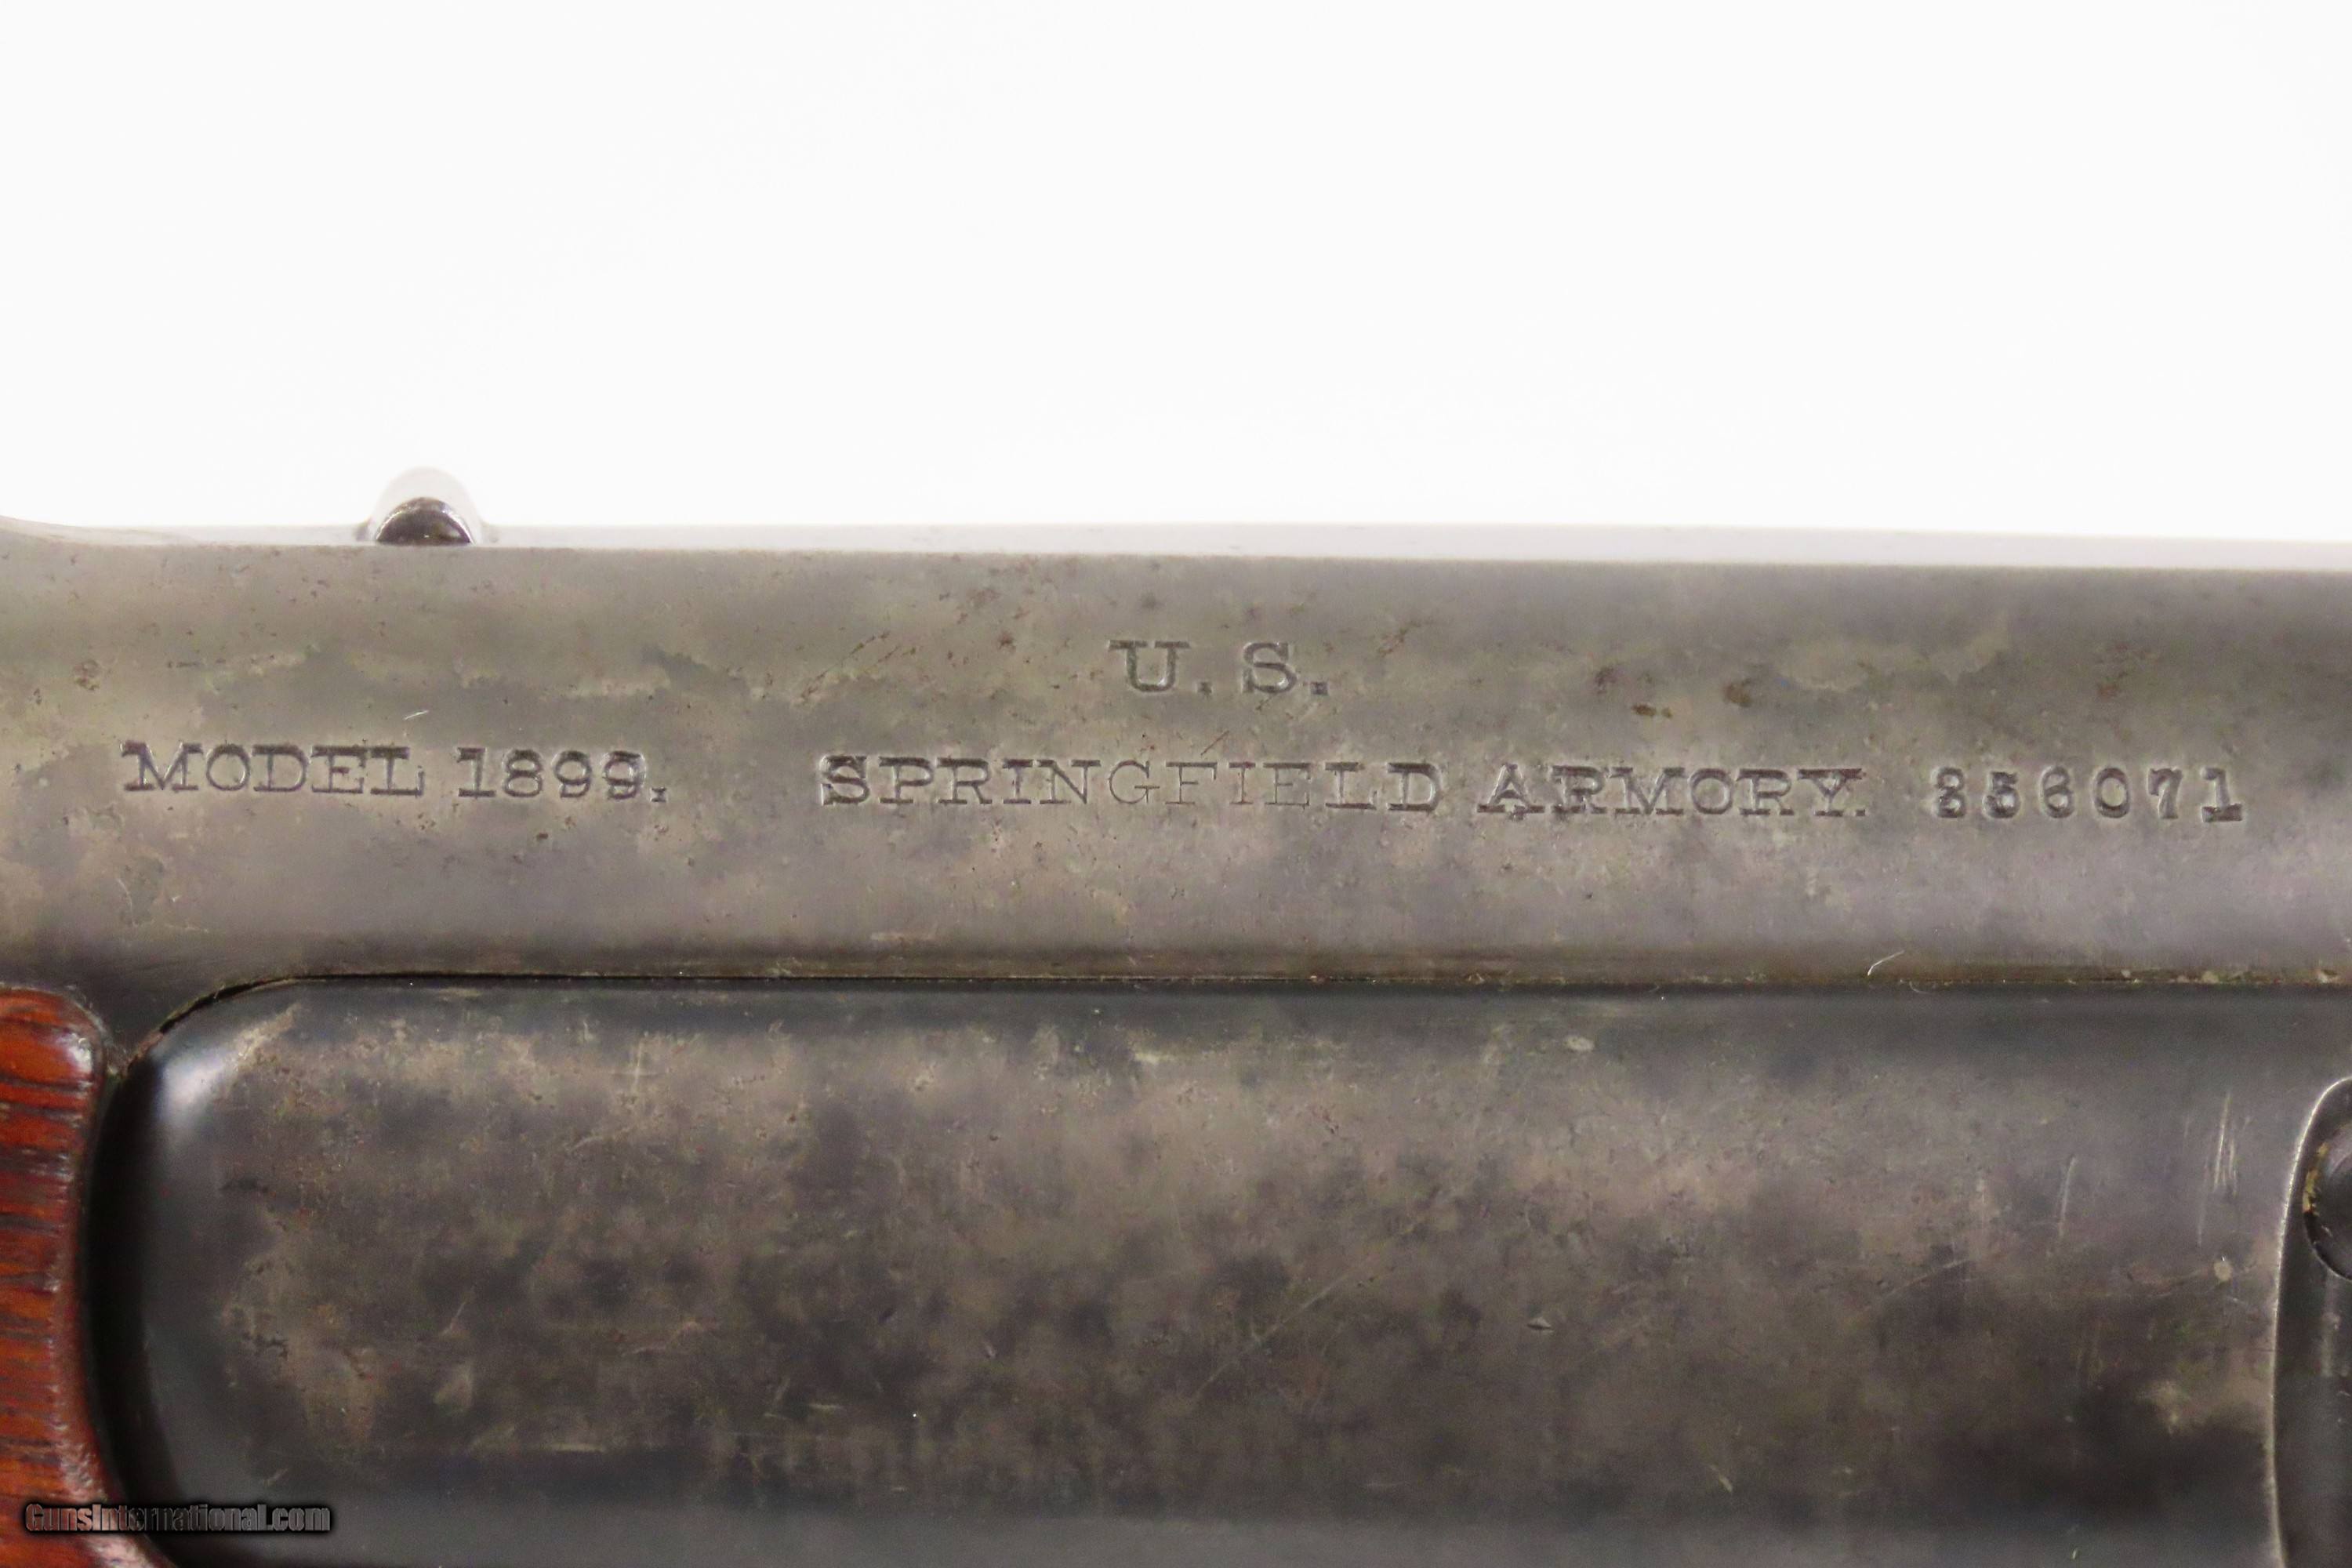 U.S.
MODEL 1899. SPRINGFIELD ARMORY. 356071
GunsInternational.com